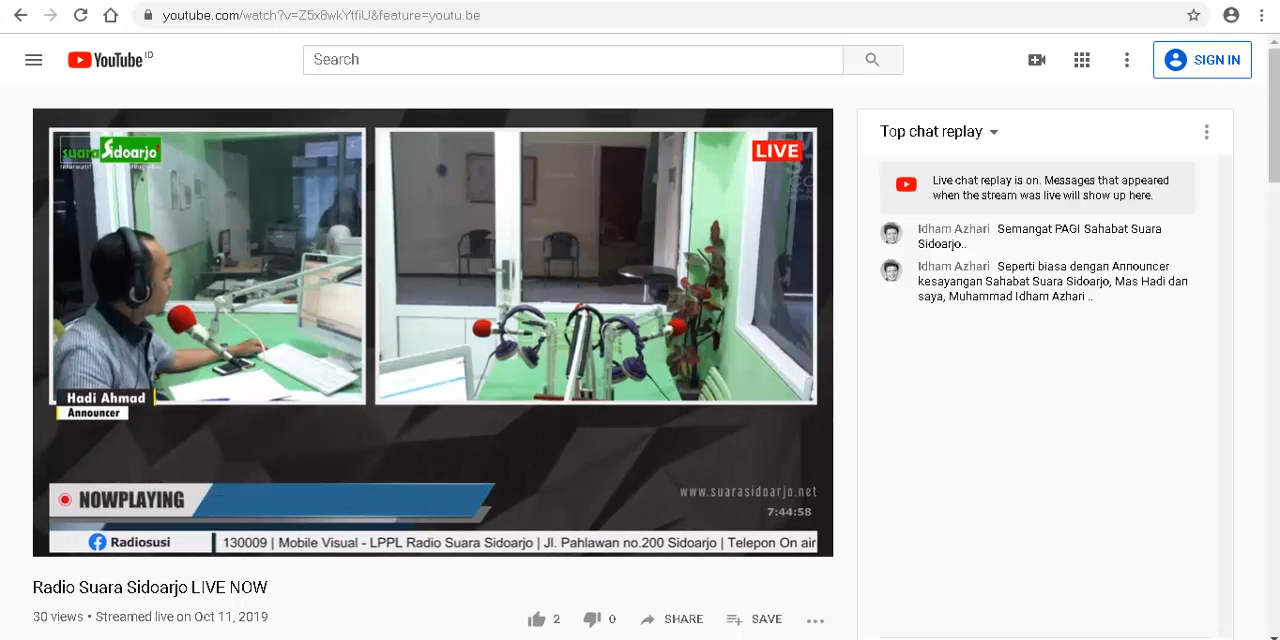 youtube.com/watch?v=Z5x8wkYtfiU&feature=youtu.be
YouTube ID
Search
SIGN IN
suaraSidoarjo
LIVE
Hadi Ahmad
Announcer
NOWPLAYING
www.suarasidoarjo.net
7:44:58
Radiosusi
130009 | Mobile Visual - LPPL Radio Suara Sidoarjo | Jl. Pahlawan no.200 Sidoarjo | Telepon On air
Radio Suara Sidoarjo LIVE NOW
30 views • Streamed live on Oct 11, 2019
2
0
SHARE
SAVE
Top chat replay
Live chat replay is on. Messages that appeared
when the stream was live will show up here.
Idham Azhari Semangat PAGI Sahabat Suara
Sidoarjo..
Idham Azhari Seperti biasa dengan Announcer
kesayangan Sahabat Suara Sidoarjo, Mas Hadi dan
saya, Muhammad Idham Azhari ..